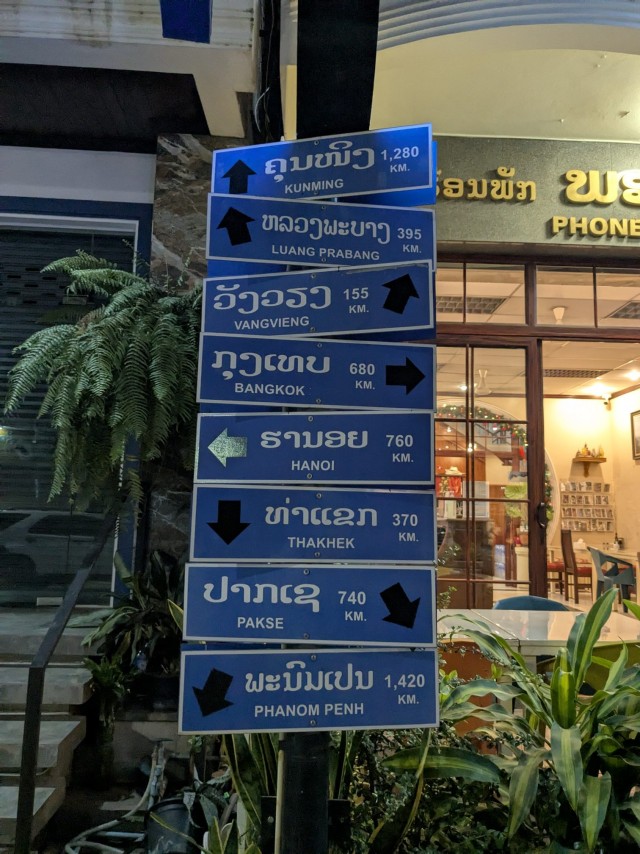 ຄຸນໝິງ 1,280 KM.
KUNMING
ຫລວງພະບາງ 395 KM.
LUANG PRABANG
ວັງວຽງ 155 KM.
VANGVIENG
ກຸງເທບ 680 KM.
BANGKOK
ຮານອຍ 760 KM.
HANOI
ທ່າແຂກ 370 KM.
THAKHEK
ປາກເຊ 740 KM.
PAKSE
ພະນົມເປນ 1,420 KM.
PHANOM PENH
ພັກ
PHONE